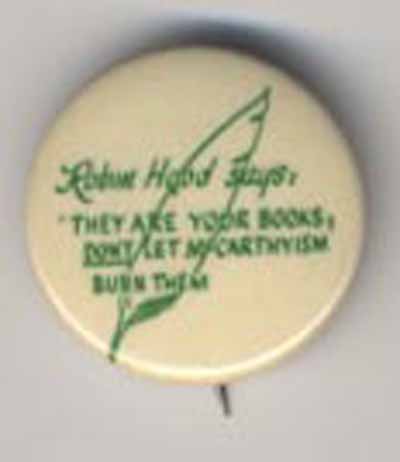 Robin Hood says:
"THEY ARE YOUR BOOKS;
DON'T LET McCARTHYISM
BURN THEM